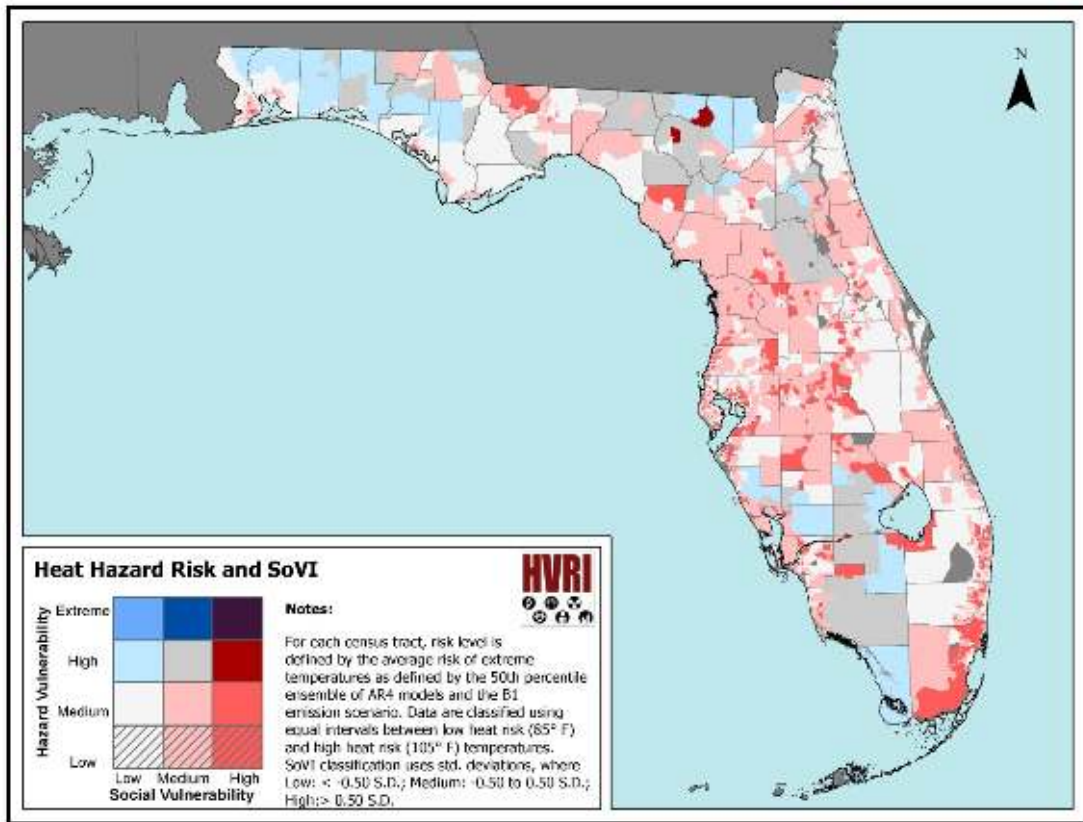 N
Heat Hazard Risk and SoVI
HVRI
Hazard Vulnerability
Extreme
High
Medium
Low
Low Medium High
Social Vulnerability
Notes:
For each census tract, risk level is
defined by the average risk of extreme
temperatures as defined by the 50th percentile
ensemble of AR4 models and the B1
emission scenario. Data are classified using
equal intervals between low heat risk (85° F)
and high heat risk (105° F) temperatures.
SoVI classification uses std. deviations, where
Low: < -0.50 S.D.; Medium: -0.50 to 0.50 S.D.;
High:> 0.50 S.D.